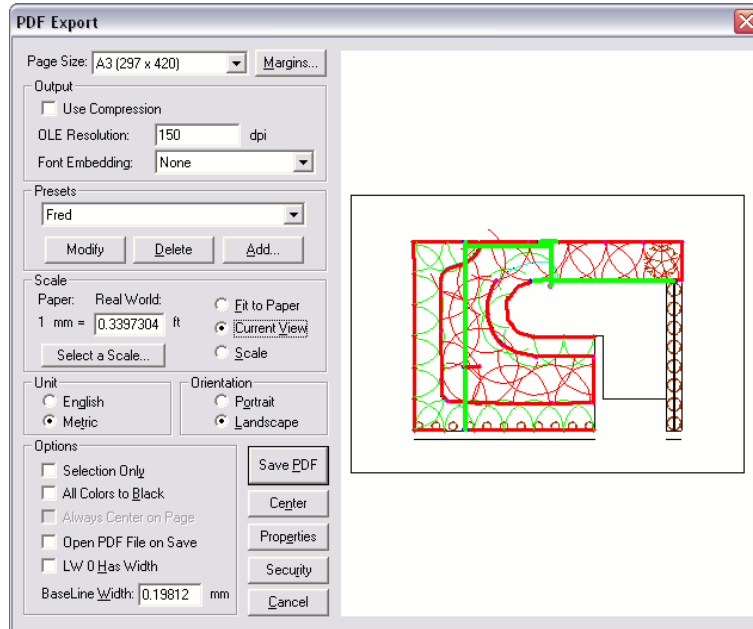 PDF Export
Page Size: A3 (297 x 420) Margins...
Output
Use Compression
OLE Resolution: 150 dpi
Font Embedding: None
Presets
Fred
Modify Delete Add...
Scale
Paper: Real World:
1 mm = 0.3397304 ft
Select a Scale...
Fit to Paper
Current View
Scale
Unit
English
Metric
Orientation
Portrait
Landscape
Options
Selection Only
All Colors to Black
Always Center on Page
Open PDF File on Save
LW 0 Has Width
BaseLine Width: 0.19812 mm
Save PDF
Center
Properties
Security
Cancel